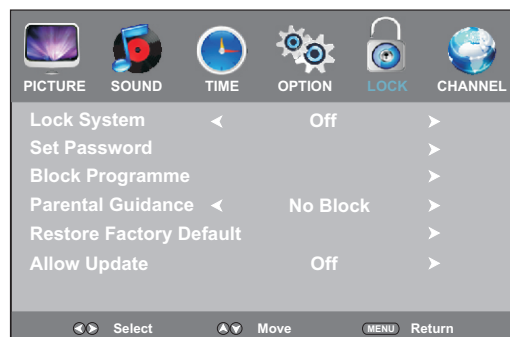 PICTURE SOUND TIME OPTION LOCK CHANNEL
Lock System Off
Set Password
Block Programme
Parental Guidance No Block
Restore Factory Default
Allow Update Off
Select Move MENU Return